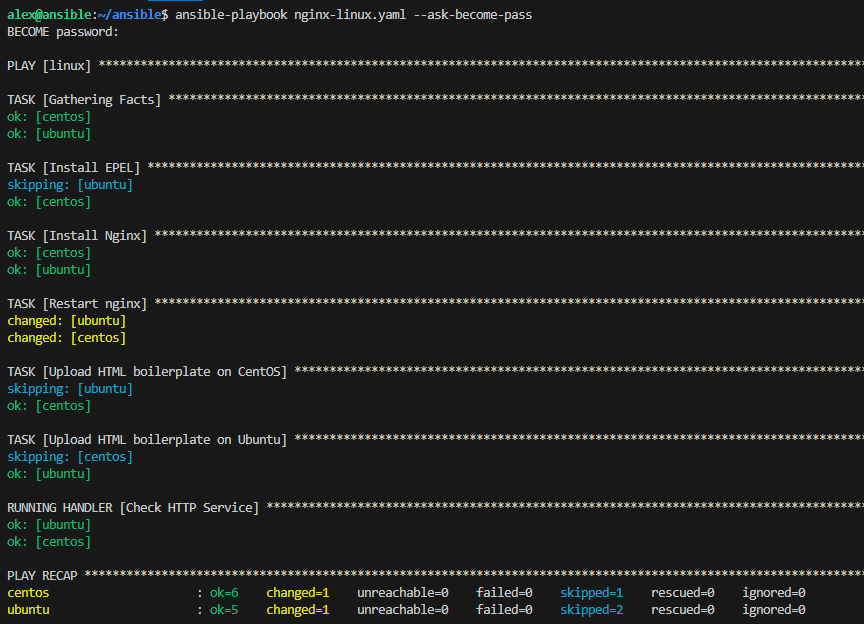 alex@ansible:~/ansible$ ansible-playbook nginx-linux.yaml --ask-become-pass
BECOME password:
PLAY [linux] ******************************************************************************************************************
TASK [Gathering Facts] ********************************************************************************************************
ok: [centos]
ok: [ubuntu]
TASK [Install EPEL] ***********************************************************************************************************
skipping: [ubuntu]
ok: [centos]
TASK [Install Nginx] **********************************************************************************************************
ok: [centos]
ok: [ubuntu]
TASK [Restart nginx] **********************************************************************************************************
changed: [ubuntu]
changed: [centos]
TASK [Upload HTML boilerplate on CentOS] **************************************************************************************
skipping: [ubuntu]
ok: [centos]
TASK [Upload HTML boilerplate on Ubuntu] **************************************************************************************
skipping: [centos]
ok: [ubuntu]
RUNNING HANDLER [Check HTTP Service] ******************************************************************************************
ok: [ubuntu]
ok: [centos]
PLAY RECAP ********************************************************************************************************************
centos : ok=6 changed=1 unreachable=0 failed=0 skipped=1 rescued=0 ignored=0
ubuntu : ok=5 changed=1 unreachable=0 failed=0 skipped=2 rescued=0 ignored=0